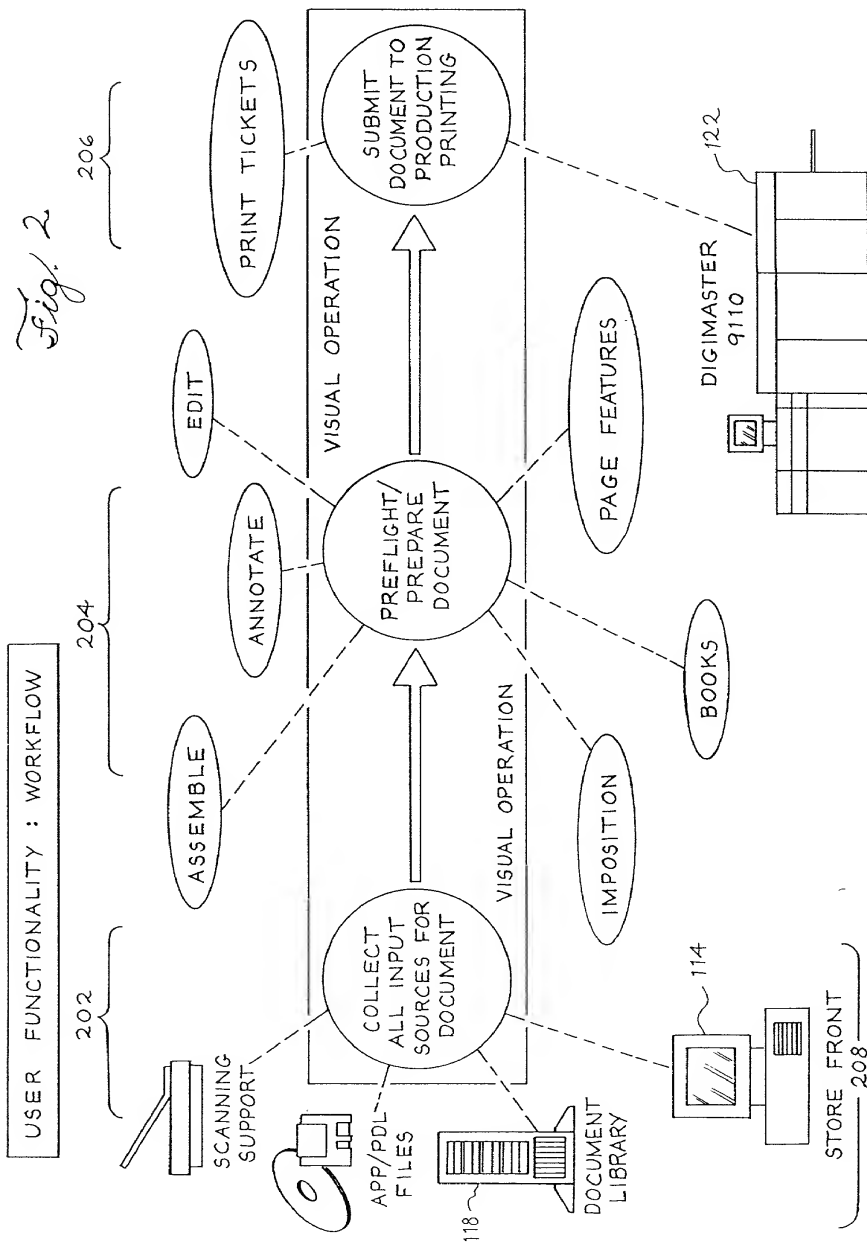 Fig. 2
USER FUNCTIONALITY : WORKFLOW
202
204
206
SCANNING
SUPPORT
APP/PDL
FILES
118
DOCUMENT
LIBRARY
114
STORE FRONT
208
COLLECT
ALL INPUT
SOURCES FOR
DOCUMENT
VISUAL OPERATION
ASSEMBLE
ANNOTATE
EDIT
PREFLIGHT/
PREPARE
DOCUMENT
IMPOSITION
BOOKS
PAGE FEATURES
VISUAL OPERATION
PRINT TICKETS
SUBMIT
DOCUMENT TO
PRODUCTION
PRINTING
DIGIMASTER
9110
122